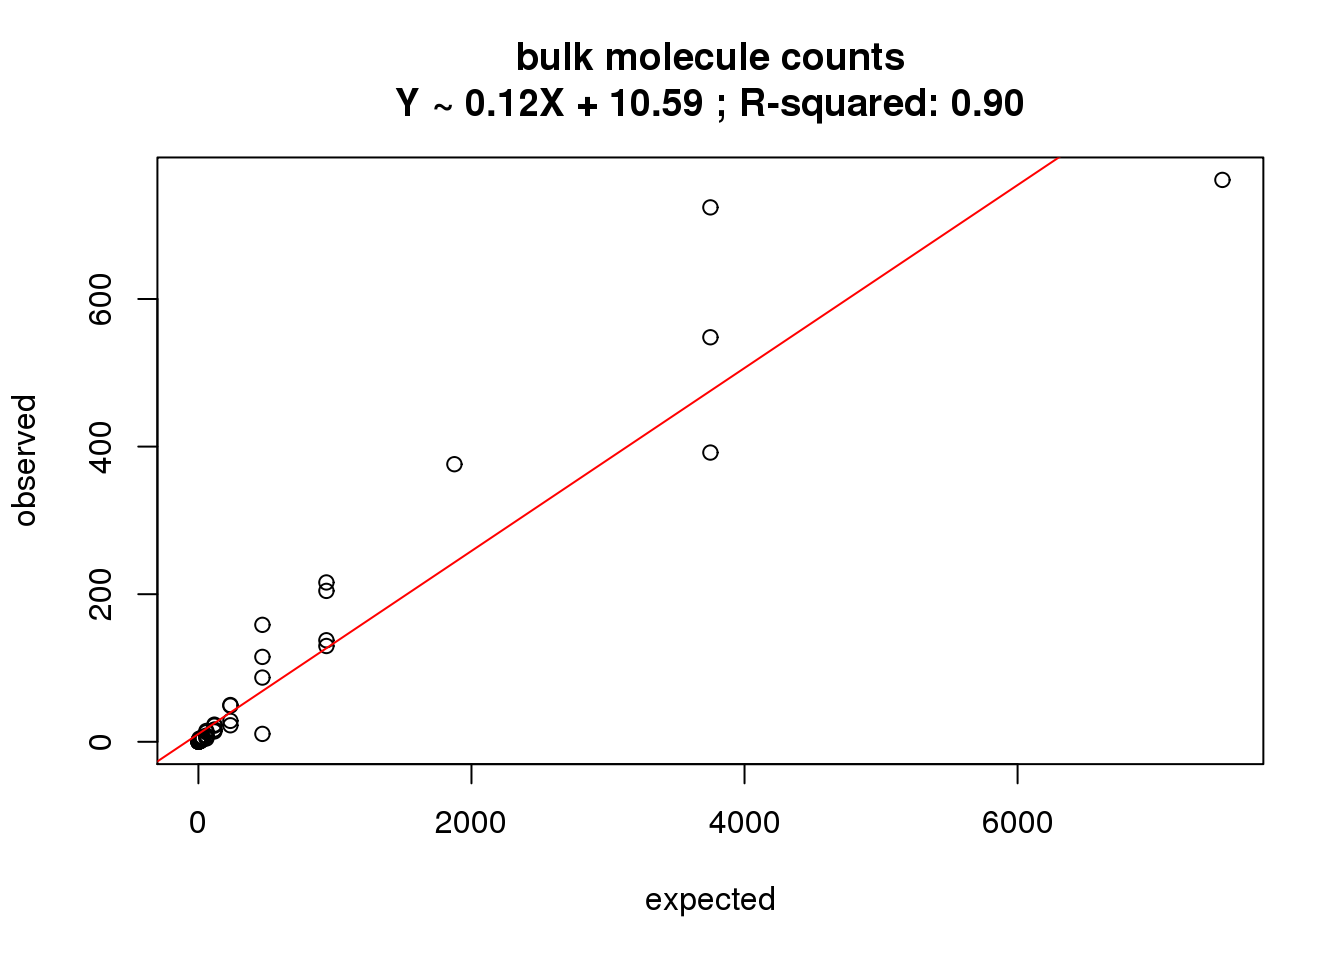 bulk molecule counts
Y ~ 0.12X + 10.59 ; R-squared: 0.90
observed
600
400
200
0
0 2000 4000 6000
expected